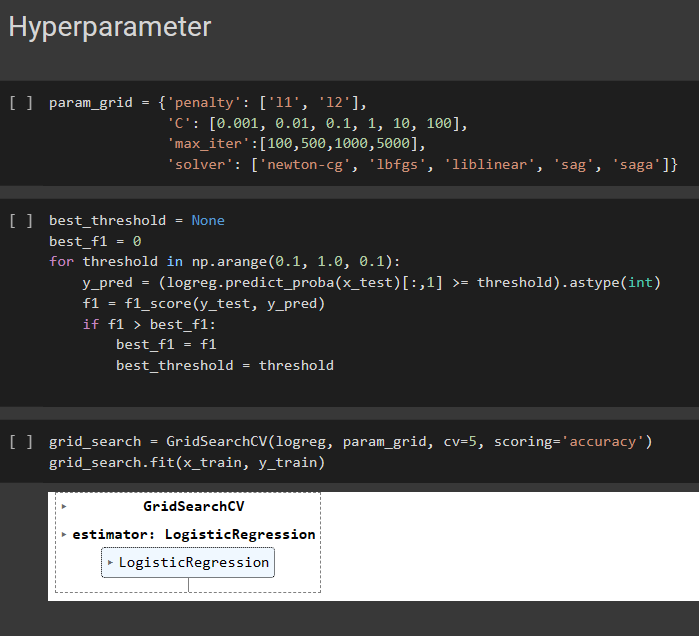 Hyperparameter
[ ] param_grid = {'penalty': ['l1', 'l2'],
'C': [0.001, 0.01, 0.1, 1, 10, 100],
'max_iter':[100,500,1000,5000],
'solver': ['newton-cg', 'lbfgs', 'liblinear', 'sag', 'saga']}
[ ] best_threshold = None
best_f1 = 0
for threshold in np.arange(0.1, 1.0, 0.1):
y_pred = (logreg.predict_proba(x_test)[:,1] >= threshold).astype(int)
f1 = f1_score(y_test, y_pred)
if f1 > best_f1:
best_f1 = f1
best_threshold = threshold
[ ] grid_search = GridSearchCV(logreg, param_grid, cv=5, scoring='accuracy')
grid_search.fit(x_train, y_train)
GridSearchCV
estimator: LogisticRegression
LogisticRegression